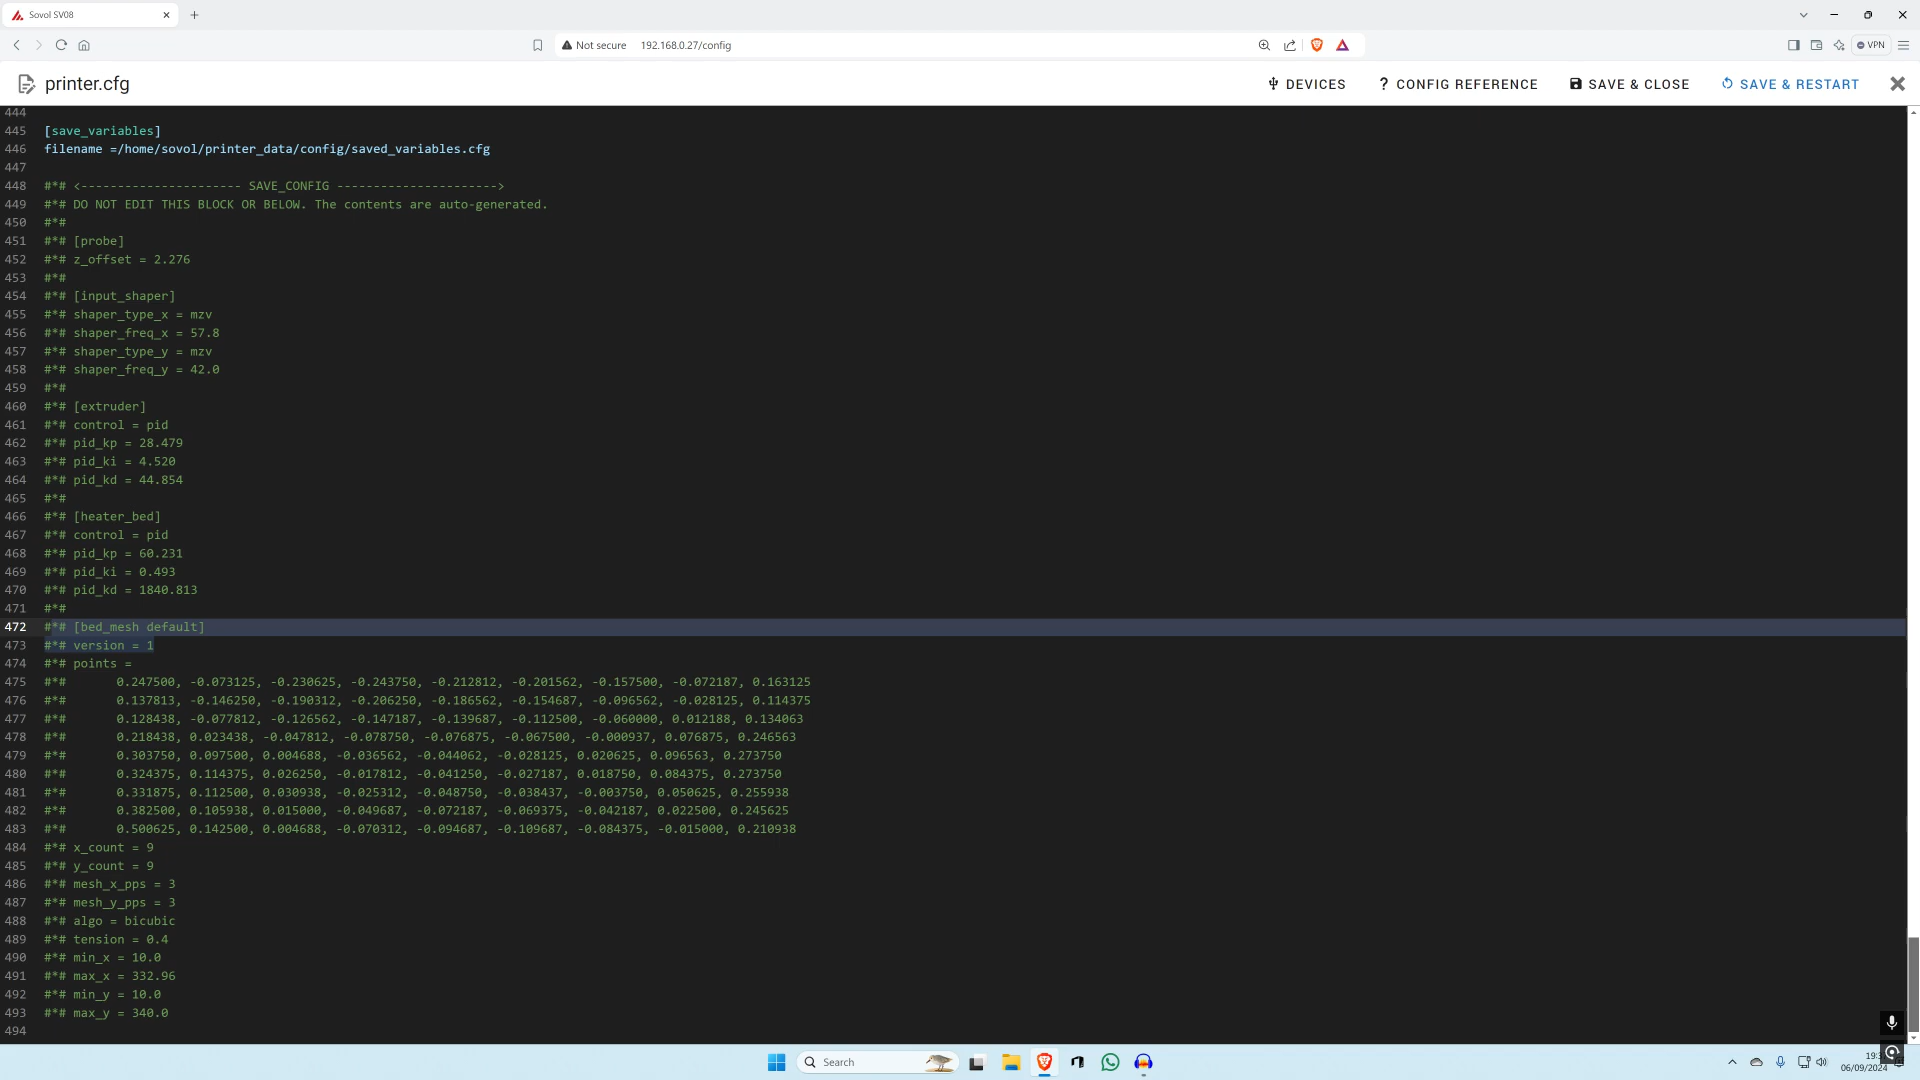 Sovol SV08
Not secure 192.168.0.27/config
VPN
printer.cfg
DEVICES
? CONFIG REFERENCE
SAVE & CLOSE
SAVE & RESTART
444
445 [save_variables]
446 filename =/home/sovol/printer_data/config/saved_variables.cfg
447
448 #*# <---------------------- SAVE_CONFIG ---------------------->
449 #*# DO NOT EDIT THIS BLOCK OR BELOW. The contents are auto-generated.
450 #*#
451 #*# [probe]
452 #*# z_offset = 2.276
453 #*#
454 #*# [input_shaper]
455 #*# shaper_type_x = mzv
456 #*# shaper_freq_x = 57.8
457 #*# shaper_type_y = mzv
458 #*# shaper_freq_y = 42.0
459 #*#
460 #*# [extruder]
461 #*# control = pid
462 #*# pid_kp = 28.479
463 #*# pid_ki = 4.520
464 #*# pid_kd = 44.854
465 #*#
466 #*# [heater_bed]
467 #*# control = pid
468 #*# pid_kp = 60.231
469 #*# pid_ki = 0.493
470 #*# pid_kd = 1840.813
471 #*#
472 #*# [bed_mesh default]
473 #*# version = 1
474 #*# points =
475 #*# 0.247500, -0.073125, -0.230625, -0.243750, -0.212812, -0.201562, -0.157500, -0.072187, 0.163125
476 #*# 0.137813, -0.146250, -0.190312, -0.206250, -0.186562, -0.154687, -0.096562, -0.028125, 0.114375
477 #*# 0.128438, -0.077812, -0.126562, -0.147187, -0.139687, -0.112500, -0.060000, 0.012188, 0.134063
478 #*# 0.218438, 0.023438, -0.047812, -0.078750, -0.076875, -0.067500, -0.000937, 0.076875, 0.246563
479 #*# 0.303750, 0.097500, 0.004688, -0.036562, -0.044062, -0.028125, 0.020625, 0.096563, 0.273750
480 #*# 0.324375, 0.114375, 0.026250, -0.017812, -0.041250, -0.027187, 0.018750, 0.084375, 0.273750
481 #*# 0.331875, 0.112500, 0.030938, -0.025312, -0.048750, -0.038437, -0.003750, 0.050625, 0.255938
482 #*# 0.382500, 0.105938, 0.015000, -0.049687, -0.072187, -0.069375, -0.042187, 0.022500, 0.245625
483 #*# 0.500625, 0.142500, 0.004688, -0.070312, -0.094687, -0.109687, -0.084375, -0.015000, 0.210938
484 #*# x_count = 9
485 #*# y_count = 9
486 #*# mesh_x_pps = 3
487 #*# mesh_y_pps = 3
488 #*# algo = bicubic
489 #*# tension = 0.4
490 #*# min_x = 10.0
491 #*# max_x = 332.96
492 #*# min_y = 10.0
493 #*# max_y = 340.0
494
Search
06/09/2024